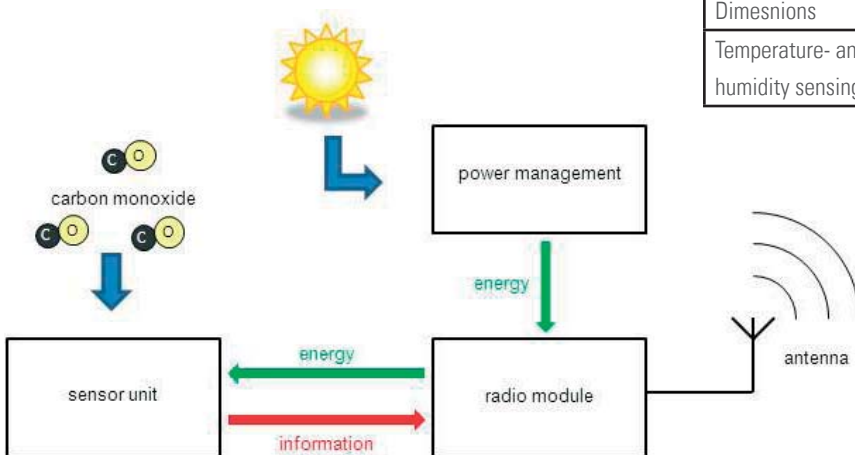 Dimesnions
Temperature- an
humidity sensing
power management
C O
carbon monoxide
C O
C O
energy
energy
antenna
sensor unit
radio module
information